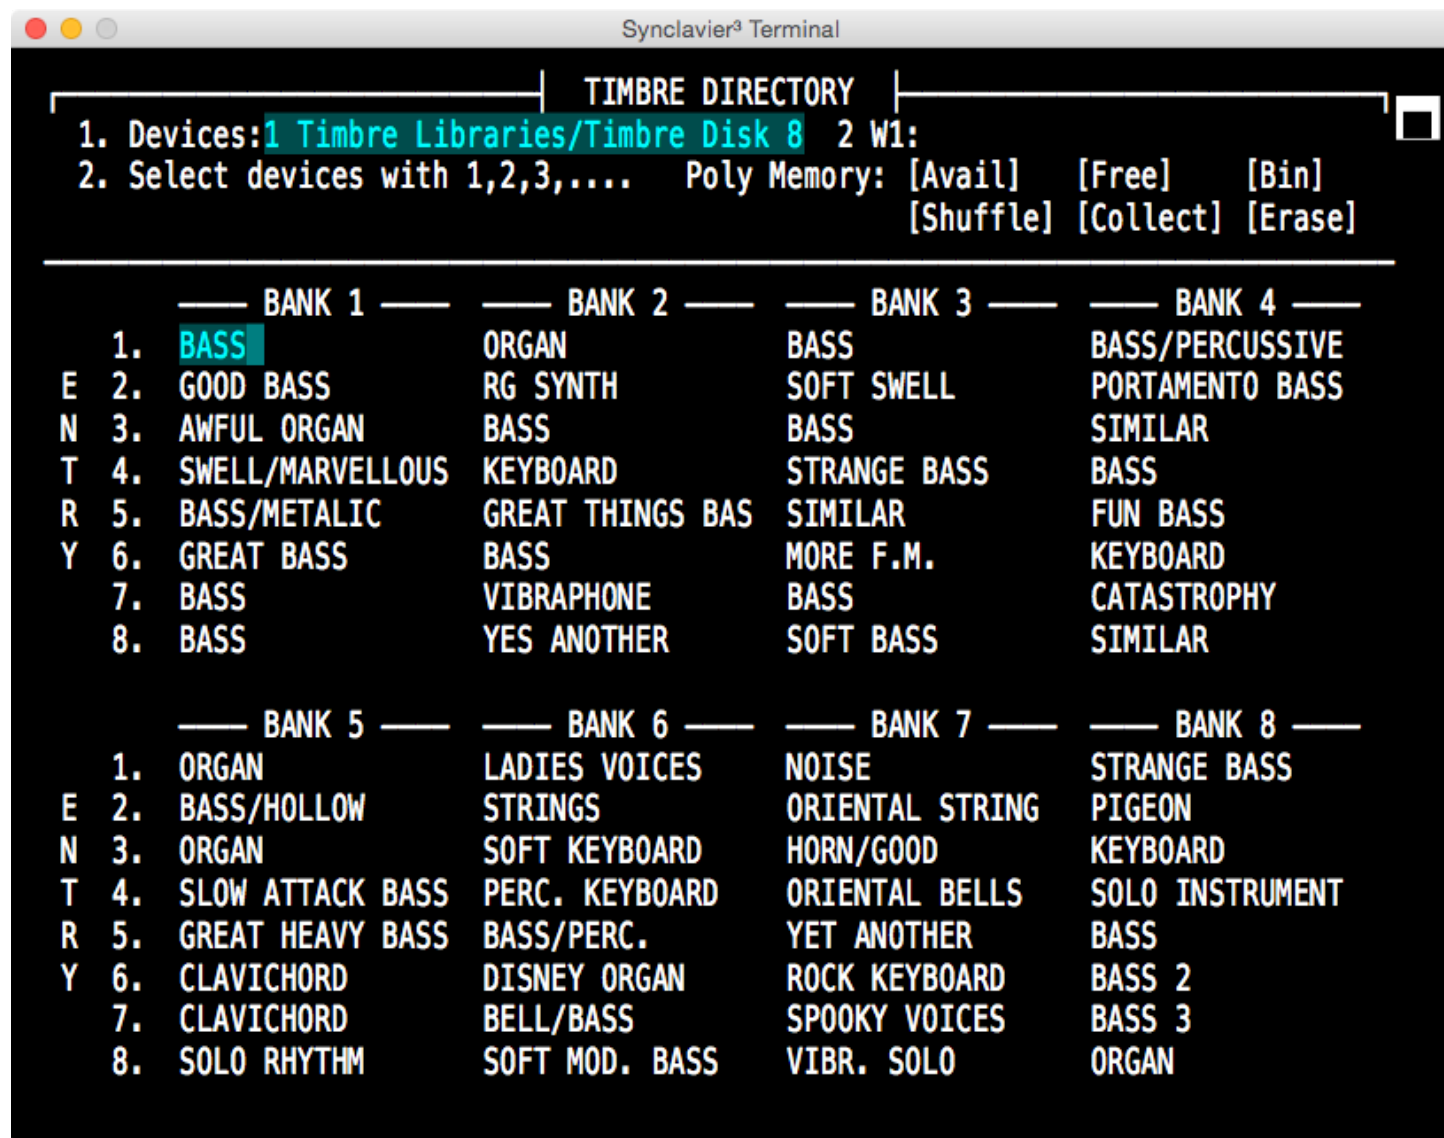 Synclavier³ Terminal
TIMBRE DIRECTORY
1. Devices:1 Timbre Libraries/Timbre Disk 8  2 W1:
2. Select devices with 1,2,3,....  Poly Memory: [Avail]  [Free]  [Bin]
[Shuffle] [Collect] [Erase]
BANK 1  BANK 2  BANK 3  BANK 4
1. BASS  ORGAN  BASS  BASS/PERCUSSIVE
E 2. GOOD BASS  RG SYNTH  SOFT SWELL  PORTAMENTO BASS
N 3. AWFUL ORGAN  BASS  BASS  SIMILAR
T 4. SWELL/MARVELLOUS  KEYBOARD  STRANGE BASS  BASS
R 5. BASS/METALIC  GREAT THINGS BAS  SIMILAR  FUN BASS
Y 6. GREAT BASS  BASS  MORE F.M.  KEYBOARD
7. BASS  VIBRAPHONE  BASS  CATASTROPHY
8. BASS  YES ANOTHER  SOFT BASS  SIMILAR
BANK 5  BANK 6  BANK 7  BANK 8
1. ORGAN  LADIES VOICES  NOISE  STRANGE BASS
E 2. BASS/HOLLOW  STRINGS  ORIENTAL STRING  PIGEON
N 3. ORGAN  SOFT KEYBOARD  HORN/GOOD  KEYBOARD
T 4. SLOW ATTACK BASS  PERC. KEYBOARD  ORIENTAL BELLS  SOLO INSTRUMENT
R 5. GREAT HEAVY BASS  BASS/PERC.  YET ANOTHER  BASS
Y 6. CLAVICHORD  DISNEY ORGAN  ROCK KEYBOARD  BASS 2
7. CLAVICHORD  BELL/BASS  SPOOKY VOICES  BASS 3
8. SOLO RHYTHM  SOFT MOD. BASS  VIBR. SOLO  ORGAN